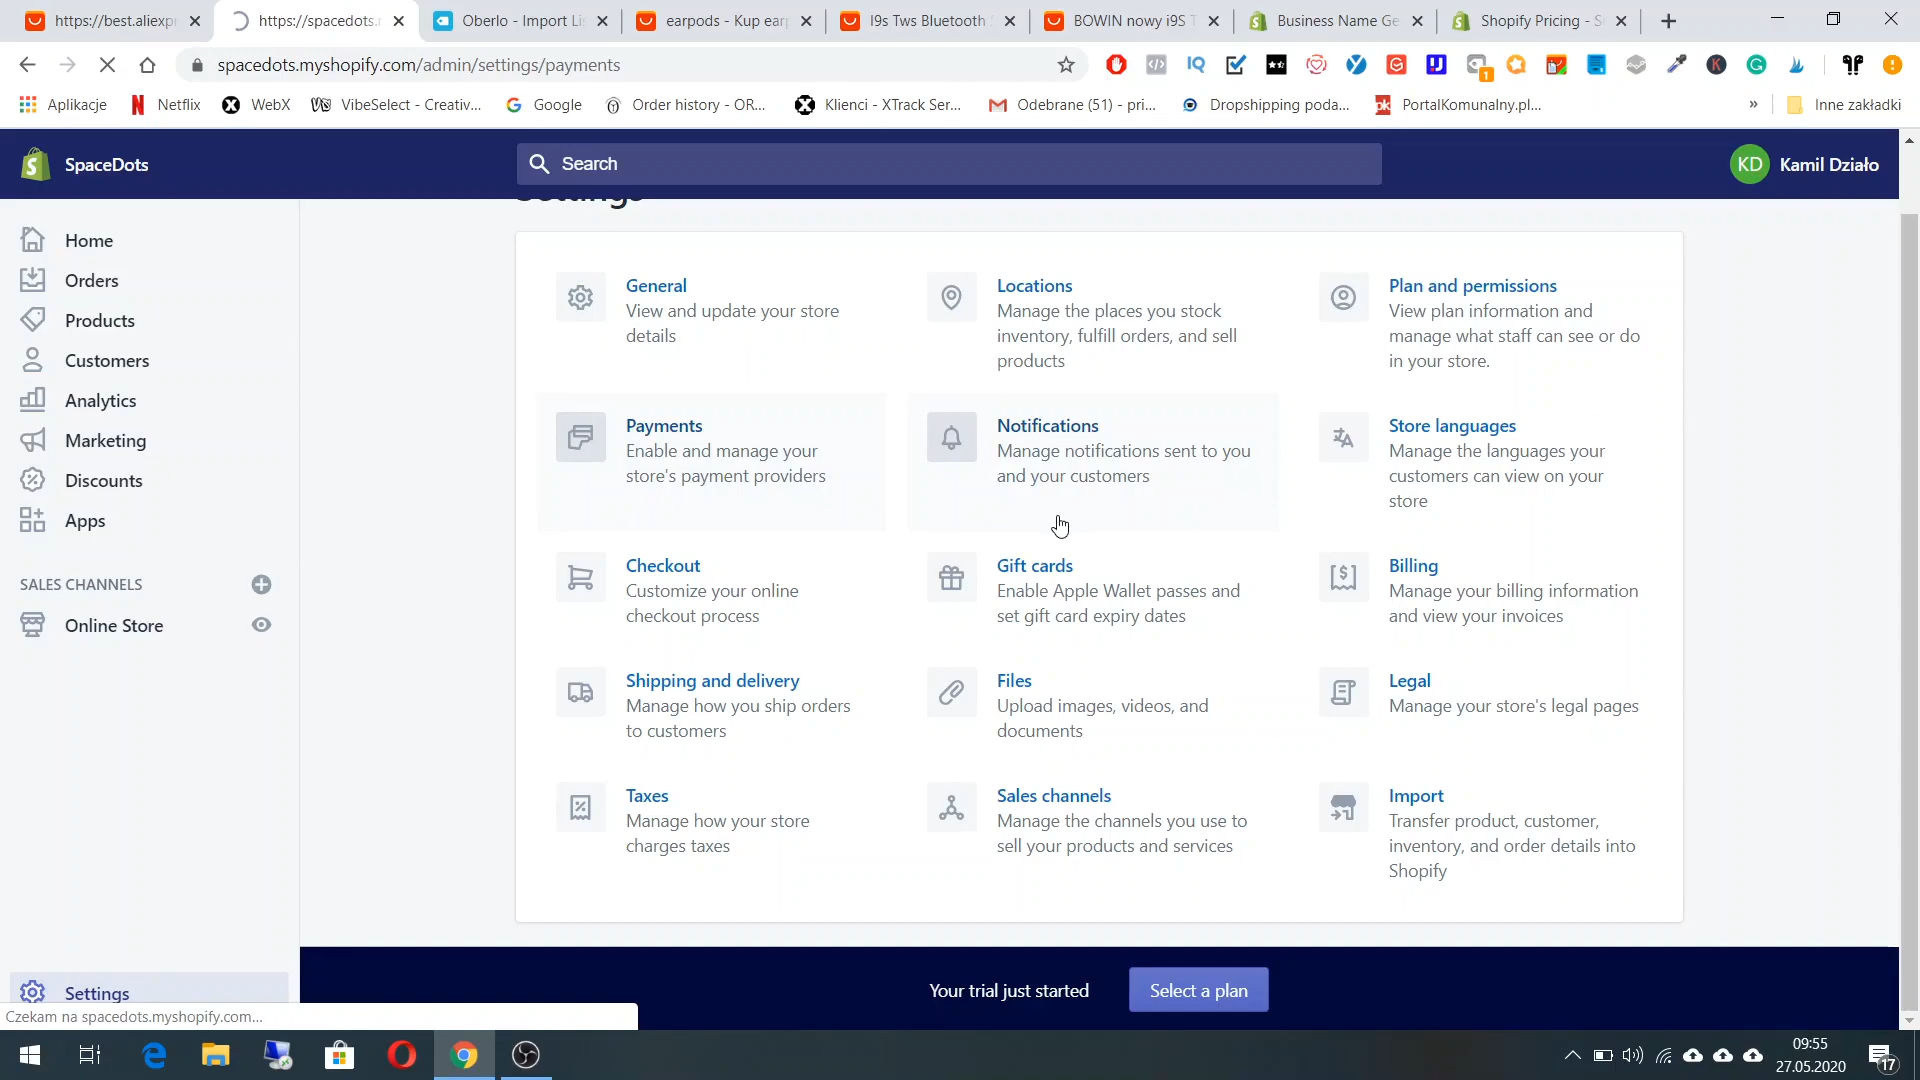 https://best.aliexpr
https://spacedots.r
Oberlo - Import Li
earpods - Kup ear
I9s Tws Bluetooth
BOWIN nowy i9S T
Business Name Ge
Shopify Pricing - S
spacedots.myshopify.com/admin/settings/payments
Aplikacje
Netflix
WebX
VibeSelect - Creativ...
Google
Order history - OR...
Klienci - XTrack Ser...
Odebrane (51) - pri...
Dropshipping poda...
PortalKomunalny.pl...
»
Inne zakładki
SpaceDots
Search
KD
Kamil Działo
Home
Orders
Products
Customers
Analytics
Marketing
Discounts
Apps
SALES CHANNELS
Online Store
Settings
Settings
General
View and update your store
details
Locations
Manage the places you stock
inventory, fulfill orders, and sell
products
Plan and permissions
View plan information and
manage what staff can see or do
in your store.
Payments
Enable and manage your
store's payment providers
Notifications
Manage notifications sent to you
and your customers
Store languages
Manage the languages your
customers can view on your
store
Checkout
Customize your online
checkout process
Gift cards
Enable Apple Wallet passes and
set gift card expiry dates
Billing
Manage your billing information
and view your invoices
Shipping and delivery
Manage how you ship orders
to customers
Files
Upload images, videos, and
documents
Legal
Manage your store's legal pages
Taxes
Manage how your store
charges taxes
Sales channels
Manage the channels you use to
sell your products and services
Import
Transfer product, customer,
inventory, and order details into
Shopify
Your trial just started
Select a plan
Czekam na spacedots.myshopify.com...
09:55
27.05.2020
17